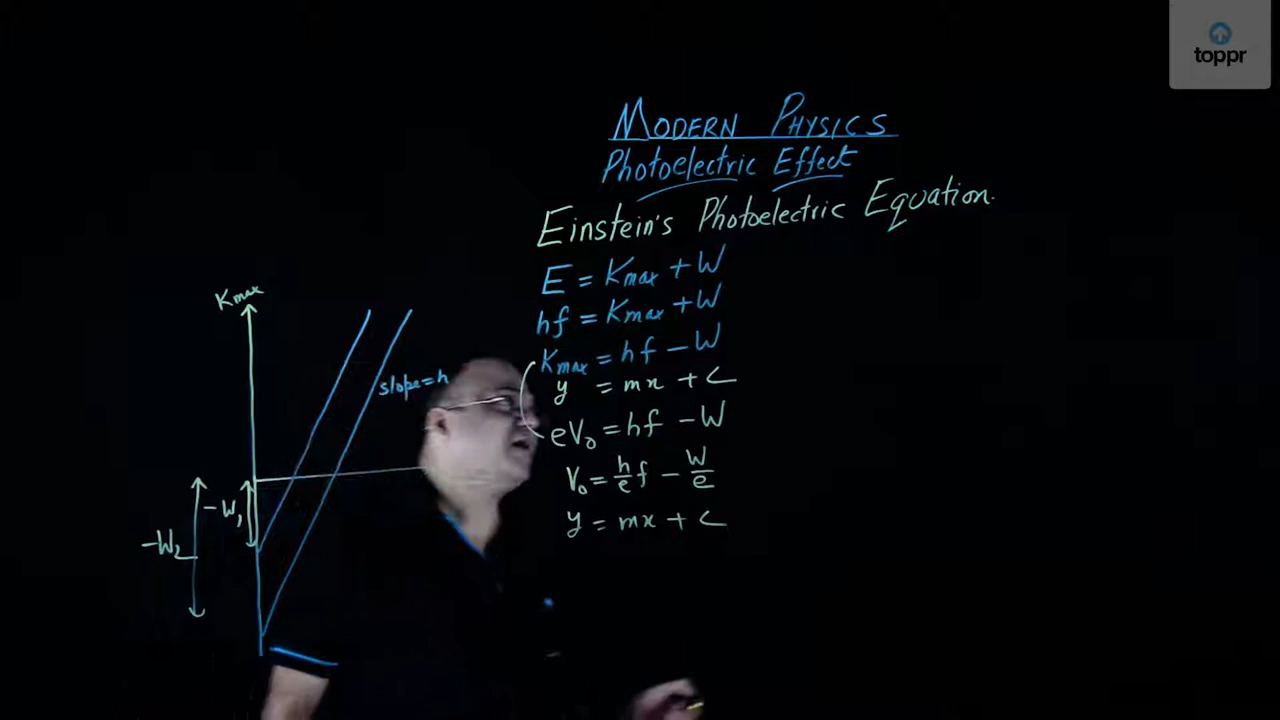 toppr
MODERN PHYSICS
Photoelectric Effect
Einstein's Photoelectric Equation.
E = Kmax + W
hf = Kmax + W
Kmax = hf - W
y = mx + C
eV₀ = hf - W
V₀ = h/e f - W/e
y = mx + C
Kmax
slope = h
-W₁
-W₂